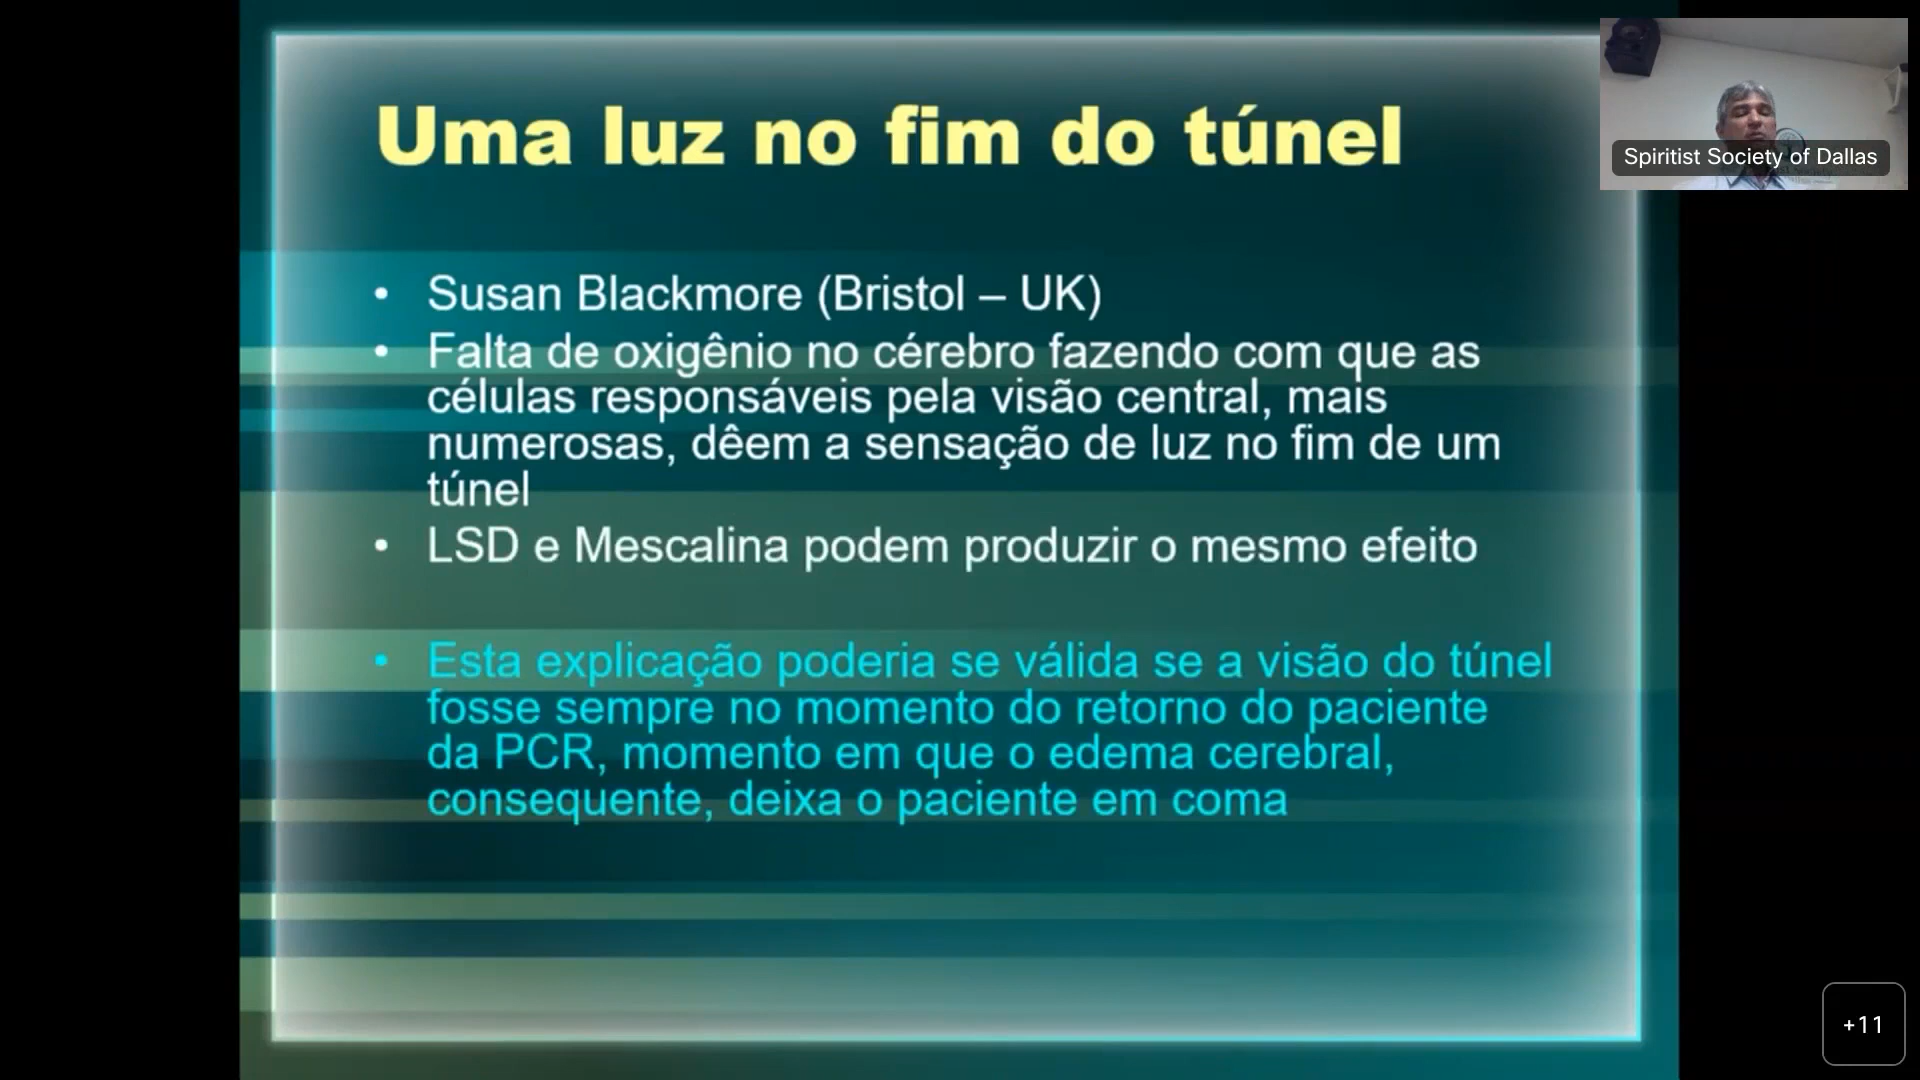 Uma luz no fim do túnel
Spiritist Society of Dallas
• Susan Blackmore (Bristol – UK)
• Falta de oxigênio no cérebro fazendo com que as
células responsáveis pela visão central, mais
numerosas, dêem a sensação de luz no fim de um
túnel
• LSD e Mescalina podem produzir o mesmo efeito
• Esta explicação poderia se válida se a visão do túnel
fosse sempre no momento do retorno do paciente
da PCR, momento em que o edema cerebral,
consequente, deixa o paciente em coma
+11